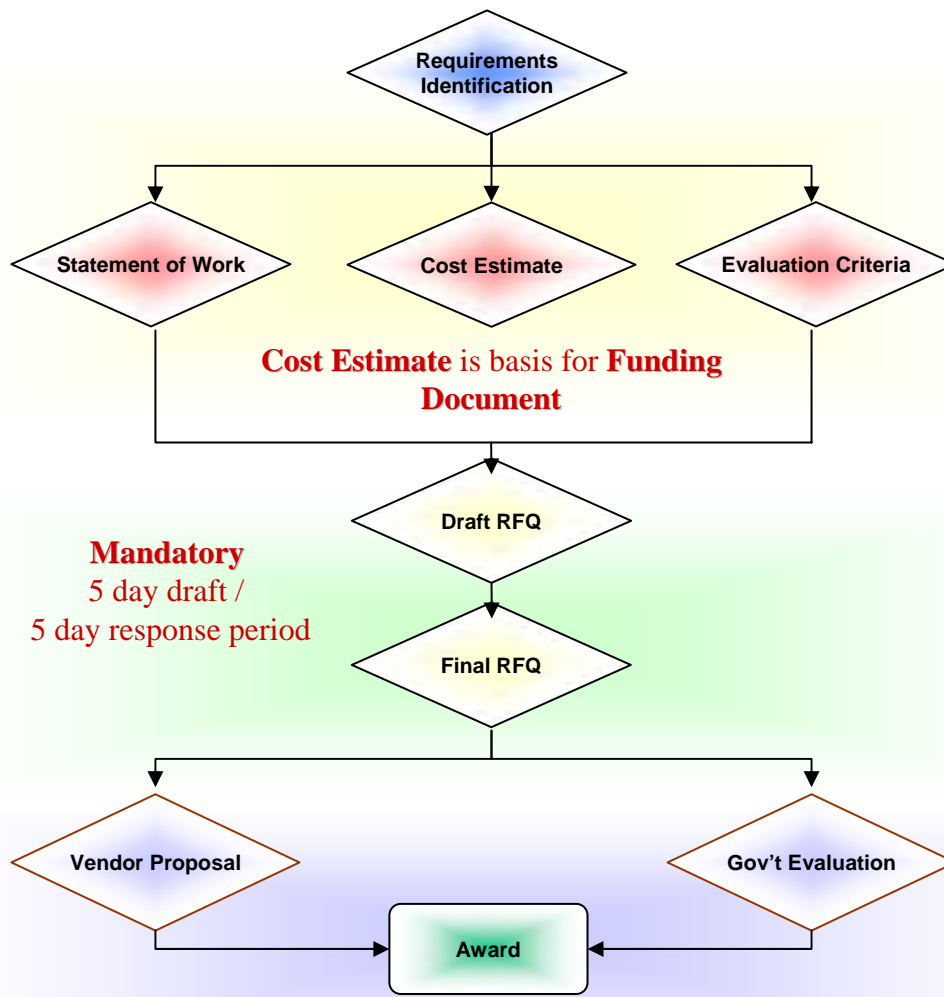 Requirements
Identification
Statement of Work
Cost Estimate
Evaluation Criteria
Cost Estimate is basis for Funding
Document
Draft RFQ
Mandatory
5 day draft /
5 day response period
Final RFQ
Vendor Proposal
Gov’t Evaluation
Award